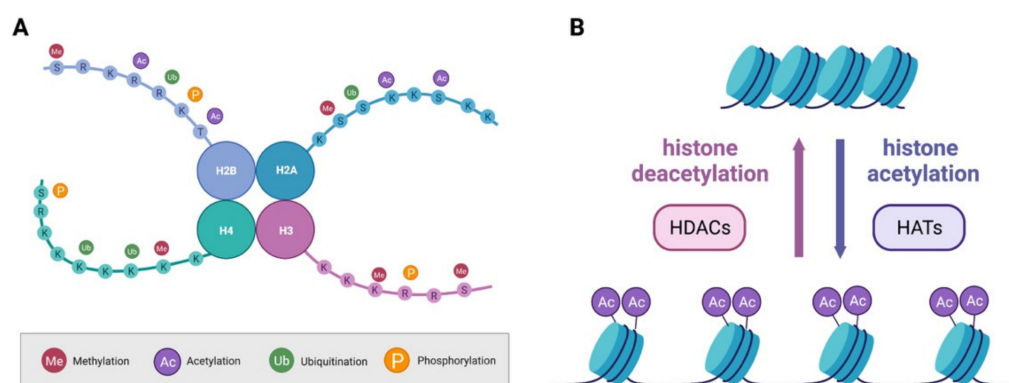 A
B
Me
S R K R R K T
Ac
Ub
P
Ac
Me
Ub
Ac
Ac
K S S K K S K K
H2B
H2A
H4
H3
S R K K K K K K K K
P
Ub
Ub
Me
K K K R R S
Me
P
Me
Me Methylation
Ac Acetylation
Ub Ubiquitination
P Phosphorylation
histone
deacetylation
HDACs
histone
acetylation
HATs
Ac Ac
Ac Ac
Ac Ac
Ac Ac